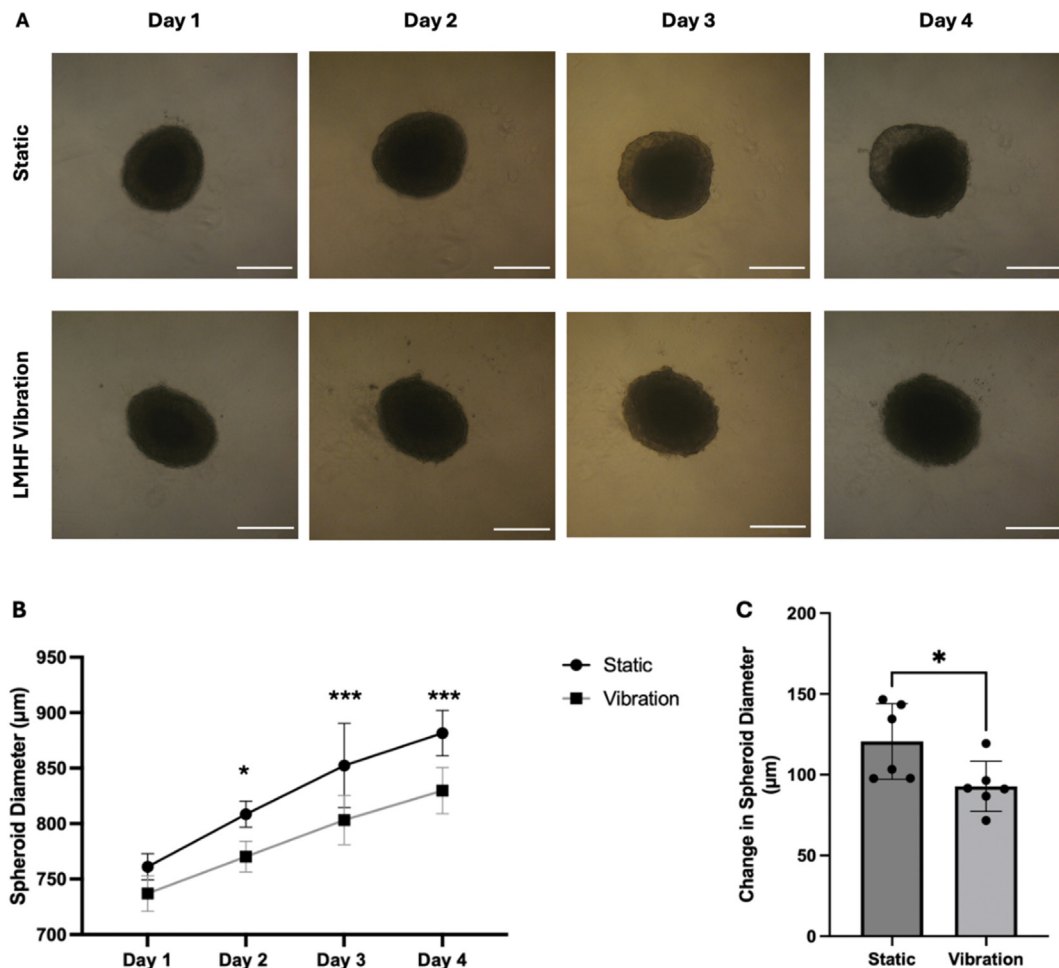 A Day 1 Day 2 Day 3 Day 4
Static
LMHF Vibration
B
Spheroid Diameter (μm)
950
900
850
800
750
700
*
***
***
Day 1 Day 2 Day 3 Day 4
Static
Vibration
C
Change in Spheroid Diameter
(μm)
200
150
100
50
0
*
Static Vibration